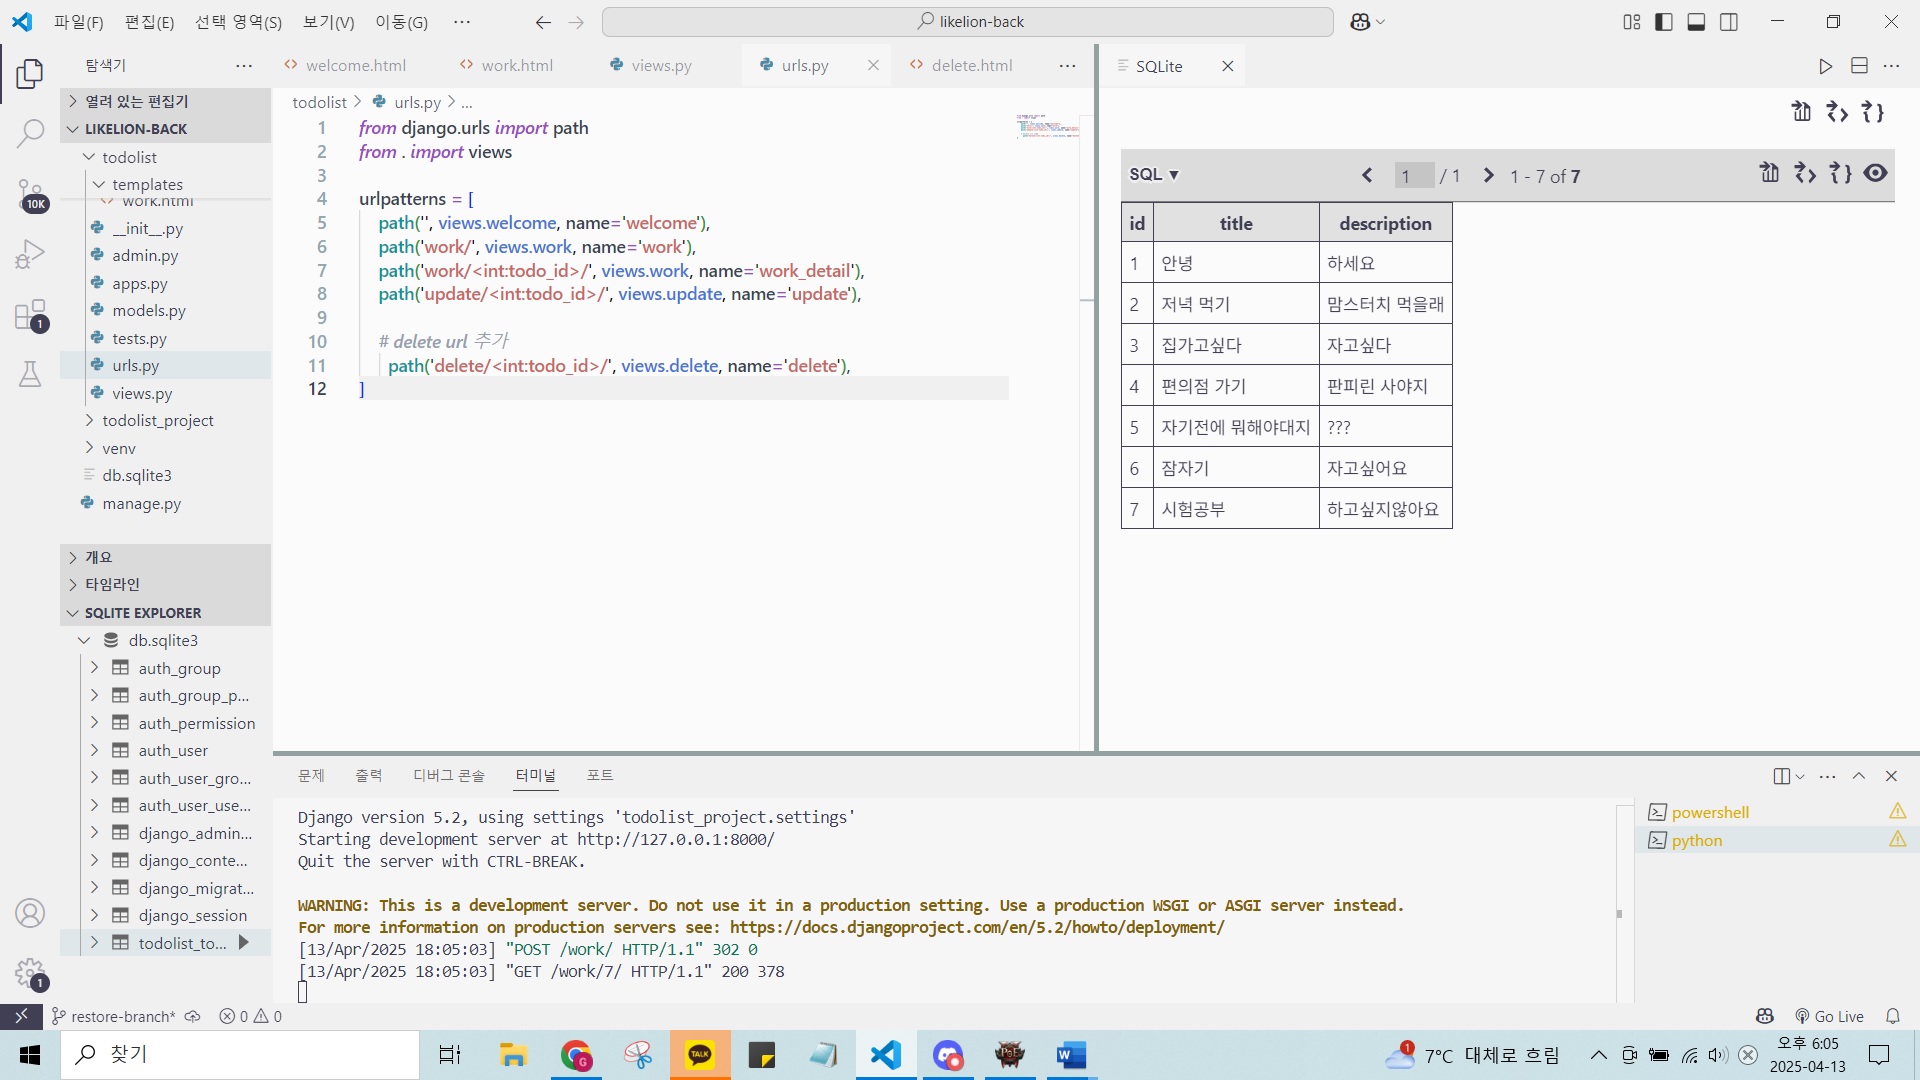 파일(F) 편집(E) 선택 영역(S) 보기(V) 이동(G) ··· likelion-back
탐색기 ···
welcome.html work.html views.py urls.py delete.html ···
SQLite
열려 있는 편집기
LIKELION-BACK
todolist
templates
work.html
__init__.py
admin.py
apps.py
models.py
tests.py
urls.py
views.py
todolist_project
venv
db.sqlite3
manage.py
개요
타임라인
SQLITE EXPLORER
db.sqlite3
auth_group
auth_group_p...
auth_permission
auth_user
auth_user_gro...
auth_user_use...
django_admin...
django_conte...
django_migrat...
django_session
todolist_to...
10K
1
1
todolist > urls.py > ...
1 from django.urls import path
2 from . import views
3
4 urlpatterns = [
5 path('', views.welcome, name='welcome'),
6 path('work/', views.work, name='work'),
7 path('work/<int:todo_id>/', views.work, name='work_detail'),
8 path('update/<int:todo_id>/', views.update, name='update'),
9
10 # delete url 추가
11 path('delete/<int:todo_id>/', views.delete, name='delete'),
12 ]
SQL ▼ 1 / 1 1 - 7 of 7
id title description
1 안녕 하세요
2 저녁 먹기 맘스터치 먹을래
3 집가고싶다 자고싶다
4 편의점 가기 판피린 사야지
5 자기전에 뭐해야대지 ???
6 잠자기 자고싶어요
7 시험공부 하고싶지않아요
문제 출력 디버그 콘솔 터미널 포트
Django version 5.2, using settings 'todolist_project.settings'
Starting development server at http://127.0.0.1:8000/
Quit the server with CTRL-BREAK.
WARNING: This is a development server. Do not use it in a production setting. Use a production WSGI or ASGI server instead.
For more information on production servers see: https://docs.djangoproject.com/en/5.2/howto/deployment/
[13/Apr/2025 18:05:03] "POST /work/ HTTP/1.1" 302 0
[13/Apr/2025 18:05:03] "GET /work/7/ HTTP/1.1" 200 378
powershell
python
restore-branch* 0 0 Go Live
찾기
TALK
1
7°C 대체로 흐림
오후 6:05
2025-04-13